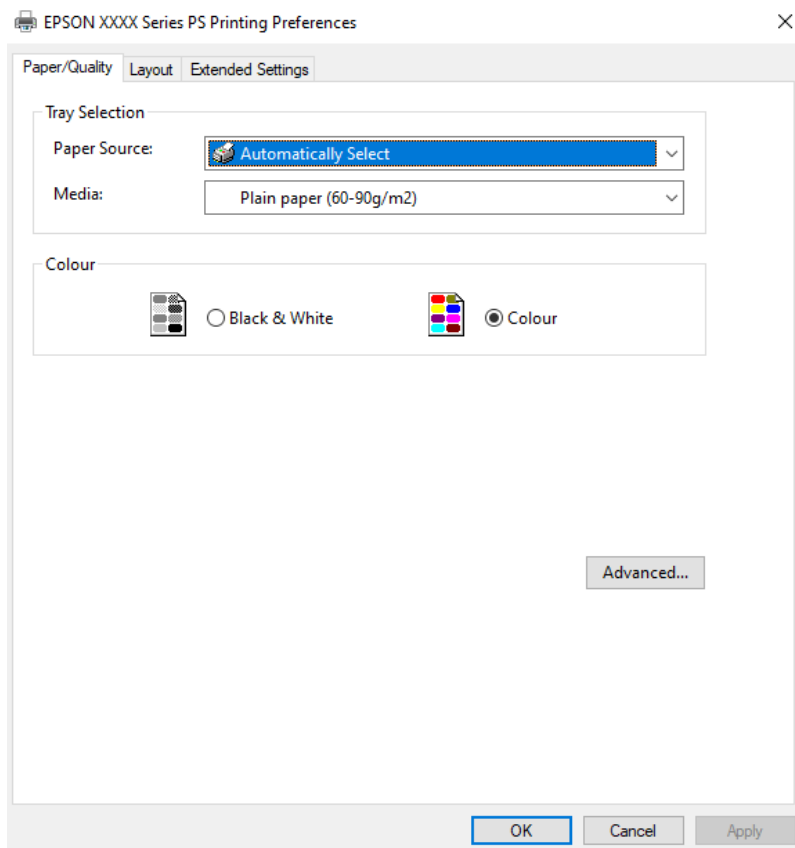 EPSON XXXX Series PS Printing Preferences
Paper/Quality Layout Extended Settings
Tray Selection
Paper Source: Automatically Select
Media: Plain paper (60-90g/m2)
Colour
Black & White Colour
Advanced...
OK Cancel Apply